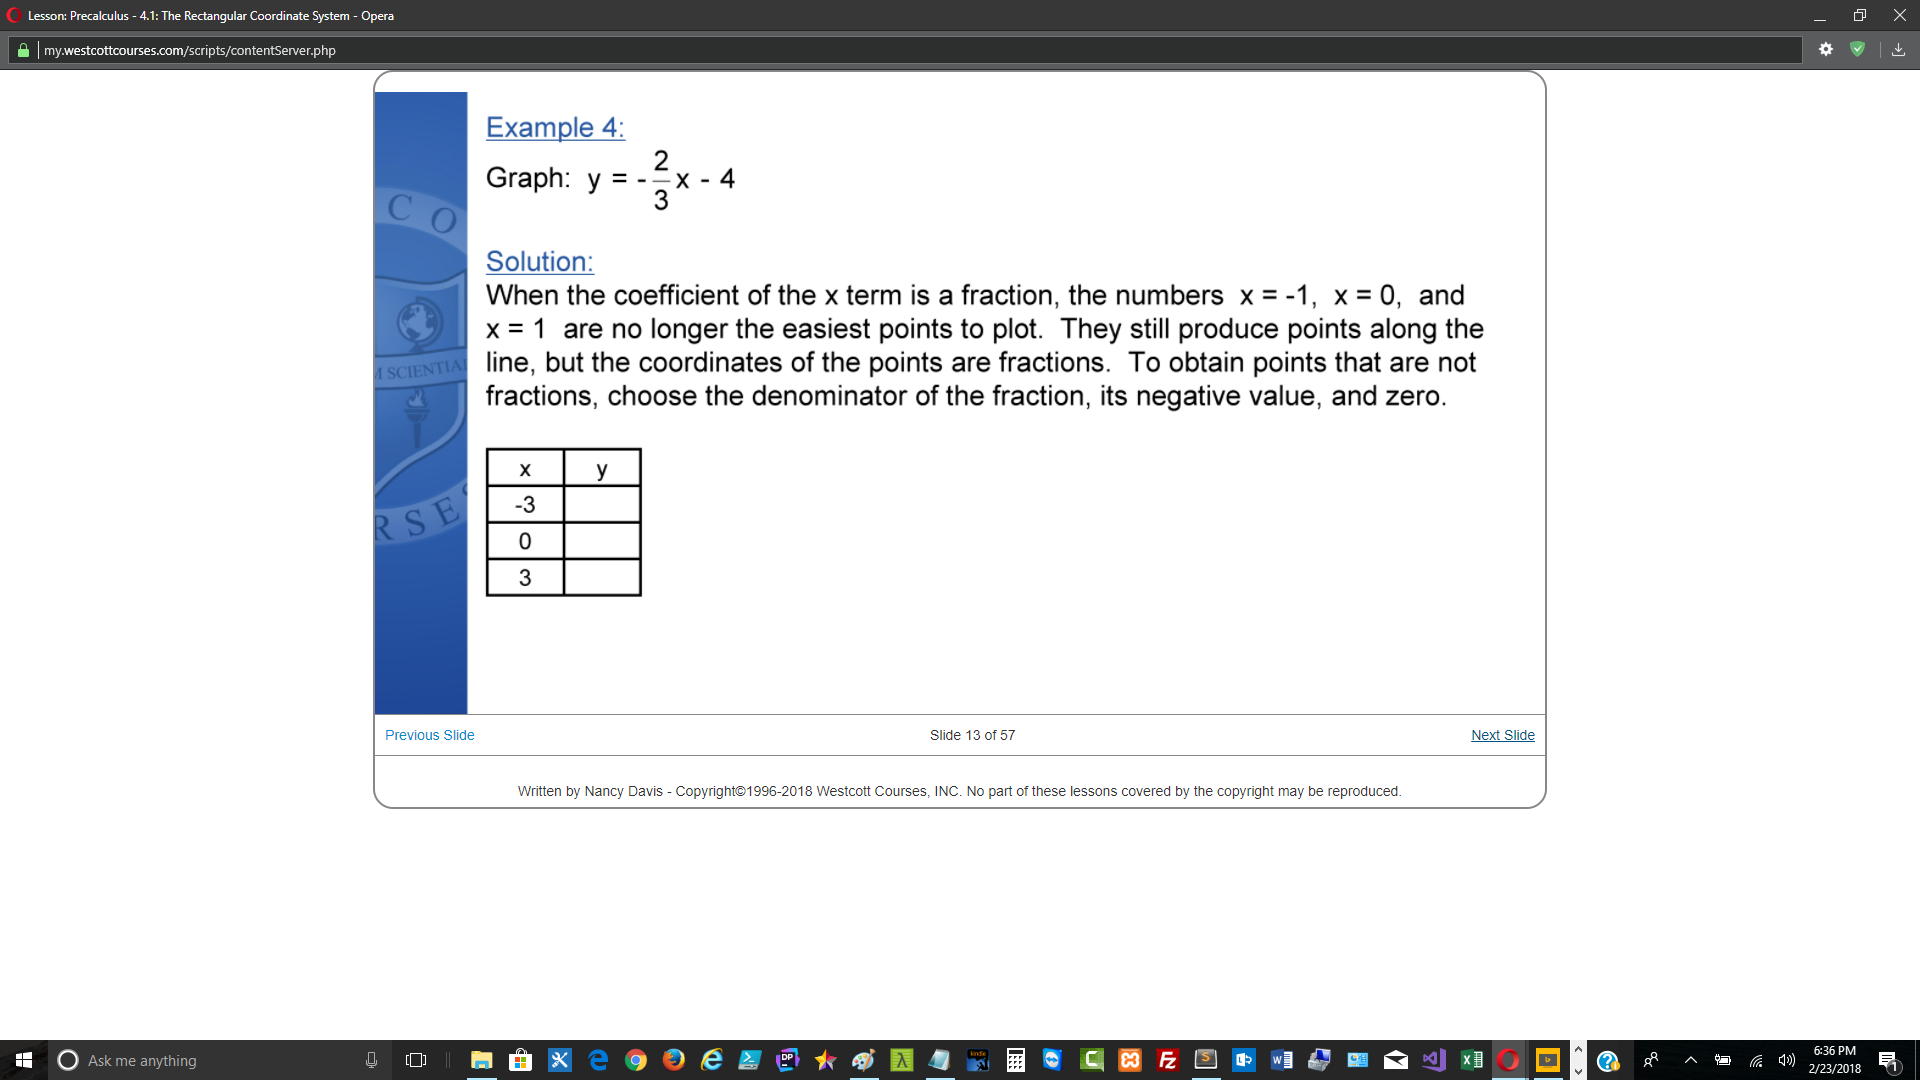 Lesson: Precalculus - 4.1: The Rectangular Coordinate System - Opera
my.westcottcourses.com/scripts/contentServer.php
Example 4:
Graph: y = -2/3 x - 4
Solution:
When the coefficient of the x term is a fraction, the numbers x = -1, x = 0, and
x = 1 are no longer the easiest points to plot. They still produce points along the
line, but the coordinates of the points are fractions. To obtain points that are not
fractions, choose the denominator of the fraction, its negative value, and zero.
x y
-3
0
3
C O
M SCIENTIA
R S E S
Previous Slide Slide 13 of 57 Next Slide
Written by Nancy Davis - Copyright©1996-2018 Westcott Courses, INC. No part of these lessons covered by the copyright may be reproduced.
Ask me anything
6:36 PM
2/23/2018